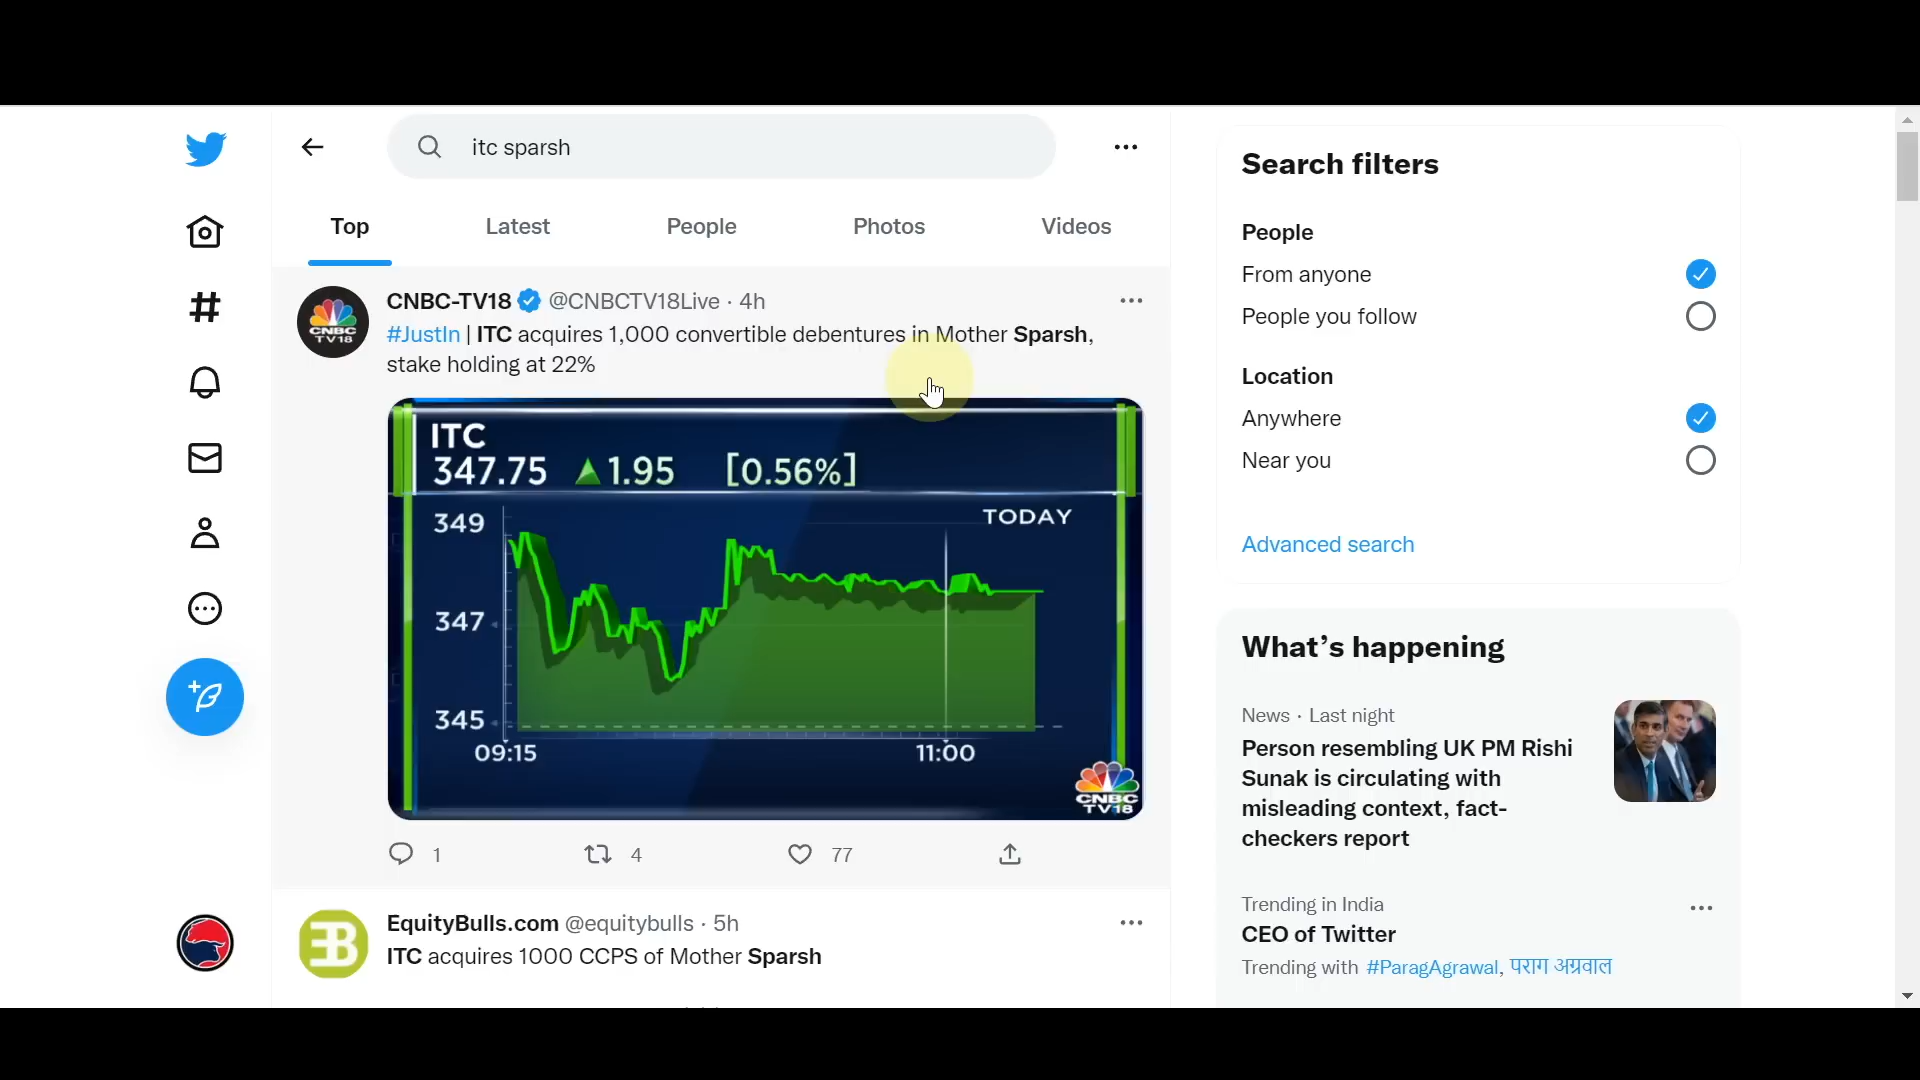 itc sparsh
Top
Latest
People
Photos
Videos
CNBC-TV18 @CNBCTV18Live · 4h
#JustIn | ITC acquires 1,000 convertible debentures in Mother Sparsh,
stake holding at 22%
CNBC
TV18
ITC
347.75 ▲1.95 [0.56%]
TODAY
349
347
345
09:15
11:00
CNBC
TV18
1
4
77
EquityBulls.com @equitybulls · 5h
ITC acquires 1000 CCPS of Mother Sparsh
Search filters
People
From anyone
People you follow
Location
Anywhere
Near you
Advanced search
What’s happening
News · Last night
Person resembling UK PM Rishi
Sunak is circulating with
misleading context, fact-
checkers report
Trending in India
CEO of Twitter
Trending with #ParagAgrawal, पराग अग्रवाल